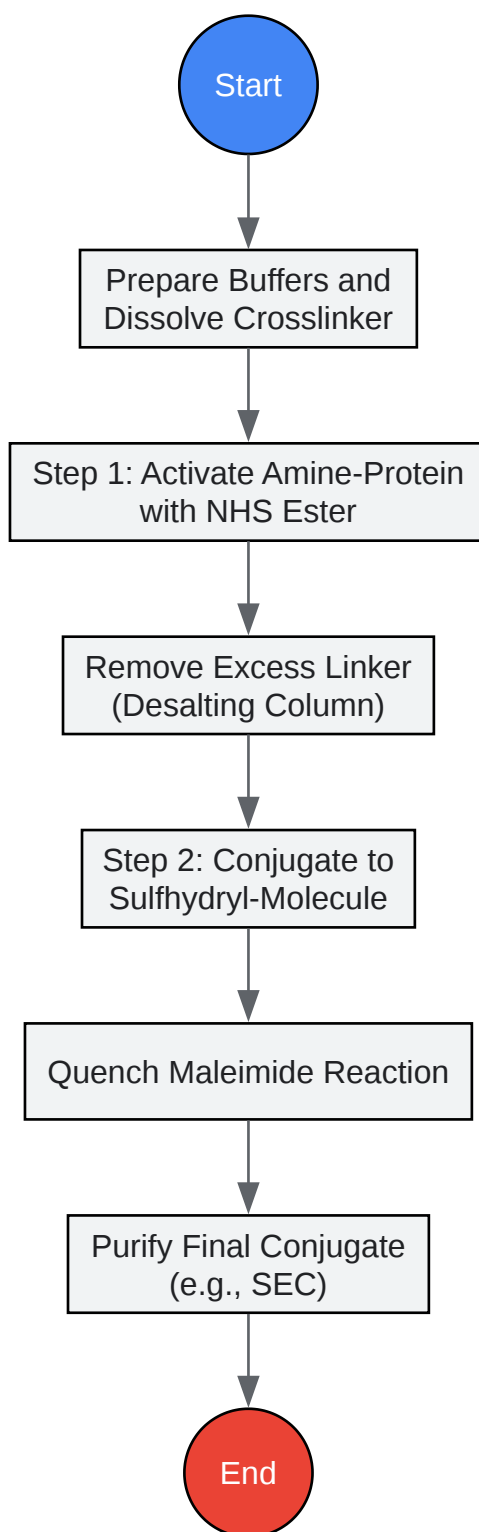 Start
Prepare Buffers and
Dissolve Crosslinker
Step 1: Activate Amine-Protein
with NHS Ester
Remove Excess Linker
(Desalting Column)
Step 2: Conjugate to
Sulfhydryl-Molecule
Quench Maleimide Reaction
Purify Final Conjugate
(e.g., SEC)
End